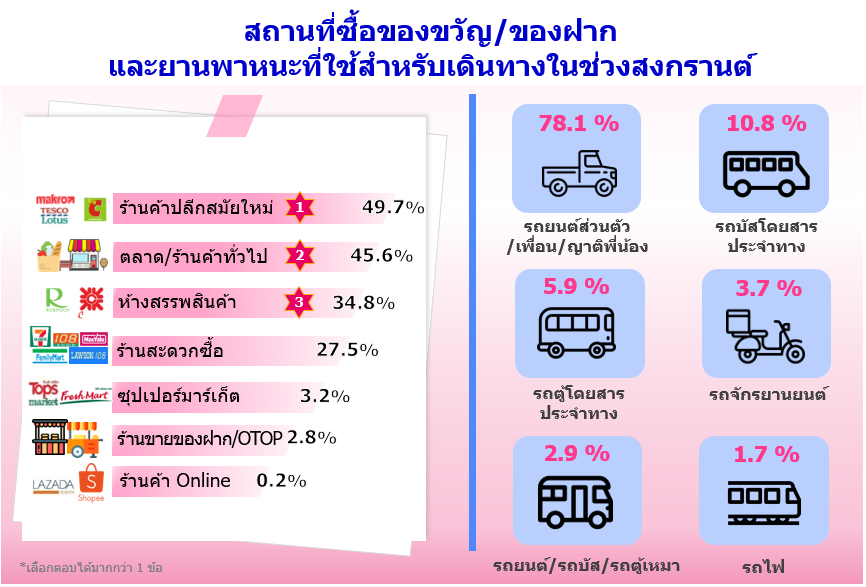 สถานที่ซื้อของขวัญ/ของฝาก
และยานพาหนะที่ใช้สำหรับเดินทางในช่วงสงกรานต์
makro
TESCO
Lotus
ร้านค้าปลีกสมัยใหม่
1
49.7%
ตลาด/ร้านค้าทั่วไป
2
45.6%
R
ROBINSON
ห้างสรรพสินค้า
3
34.8%
7 ELEVEN
108
MaxValu
FamilyMart
LAWSON 108
ร้านสะดวกซื้อ
27.5%
Tops
market
Fresh Mart
ซุปเปอร์มาร์เก็ต
3.2%
ร้านขายของฝาก/OTOP
2.8%
LAZADA
S
Shopee
ร้านค้า Online
0.2%
*เลือกตอบได้มากกว่า 1 ข้อ
78.1 %
รถยนต์ส่วนตัว
/เพื่อน/ญาติพี่น้อง
10.8 %
รถบัสโดยสาร
ประจำทาง
5.9 %
รถตู้โดยสาร
ประจำทาง
3.7 %
รถจักรยานยนต์
2.9 %
รถยนต์/รถบัส/รถตู้เหมา
1.7 %
รถไฟ